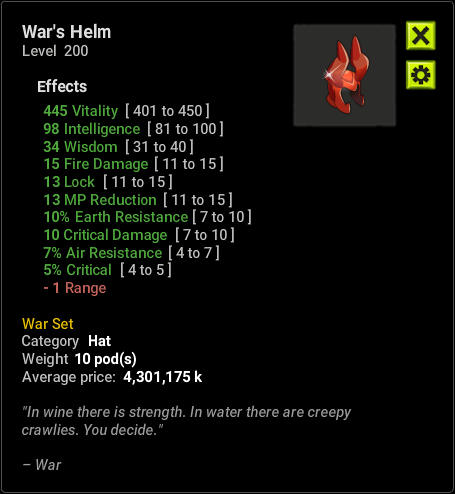 War's Helm
Level 200
Effects
445 Vitality [ 401 to 450 ]
98 Intelligence [ 81 to 100 ]
34 Wisdom [ 31 to 40 ]
15 Fire Damage [ 11 to 15 ]
13 Lock [ 11 to 15 ]
13 MP Reduction [ 11 to 15 ]
10% Earth Resistance [ 7 to 10 ]
10 Critical Damage [ 7 to 10 ]
7% Air Resistance [ 4 to 7 ]
5% Critical [ 4 to 5 ]
- 1 Range
War Set
Category Hat
Weight 10 pod(s)
Average price: 4,301,175 k
"In wine there is strength. In water there are creepy
crawlies. You decide."
– War